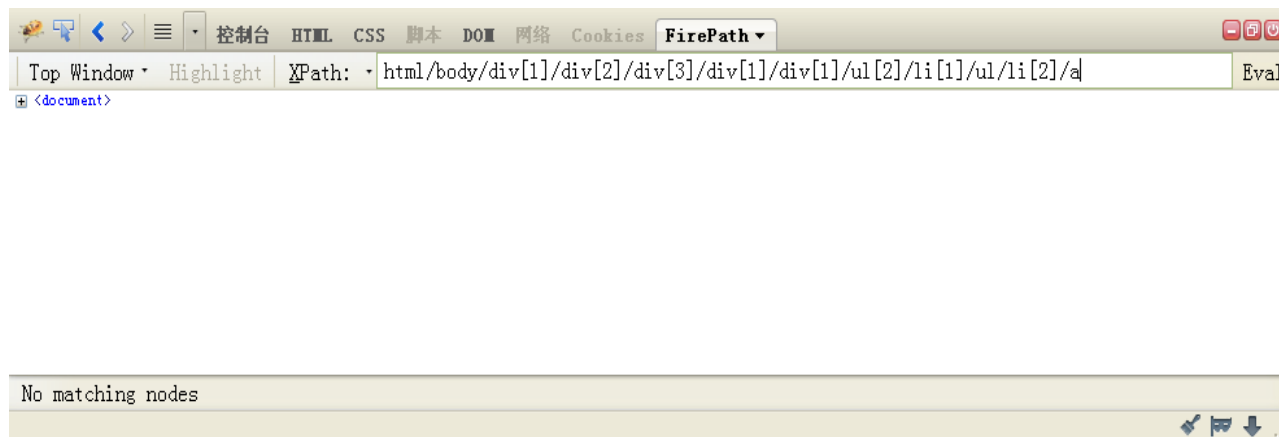 控制台 HTML CSS 脚本 DOM 网络 Cookies FirePath
Top Window Highlight XPath: html/body/div[1]/div[2]/div[3]/div[1]/div[1]/ul[2]/li[1]/ul/li[2]/a
<document>
No matching nodes